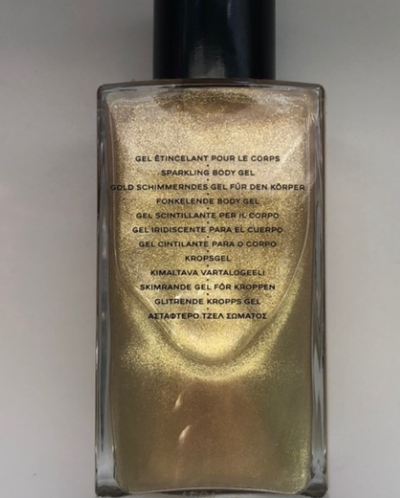 GEL ÉTINCELANT POUR LE CORPS
SPARKLING BODY GEL
GOLD SCHIMMERNDES GEL FÜR DEN KÖRPER
FONKELENDE BODY GEL
GEL SCINTILLANTE PER IL CORPO
GEL IRIDISCENTE PARA EL CUERPO
GEL CINTILANTE PARA O CORPO
KROPSGEL
KIMALTAVA VARTALOGEELI
SKIMRANDE GEL FÖR KROPPEN
GLITRENDE KROPPS GEL
ΑΣΤΑΦΤΕΡΟ ΤΖΕΛ ΣΩΜΑΤΟΣ